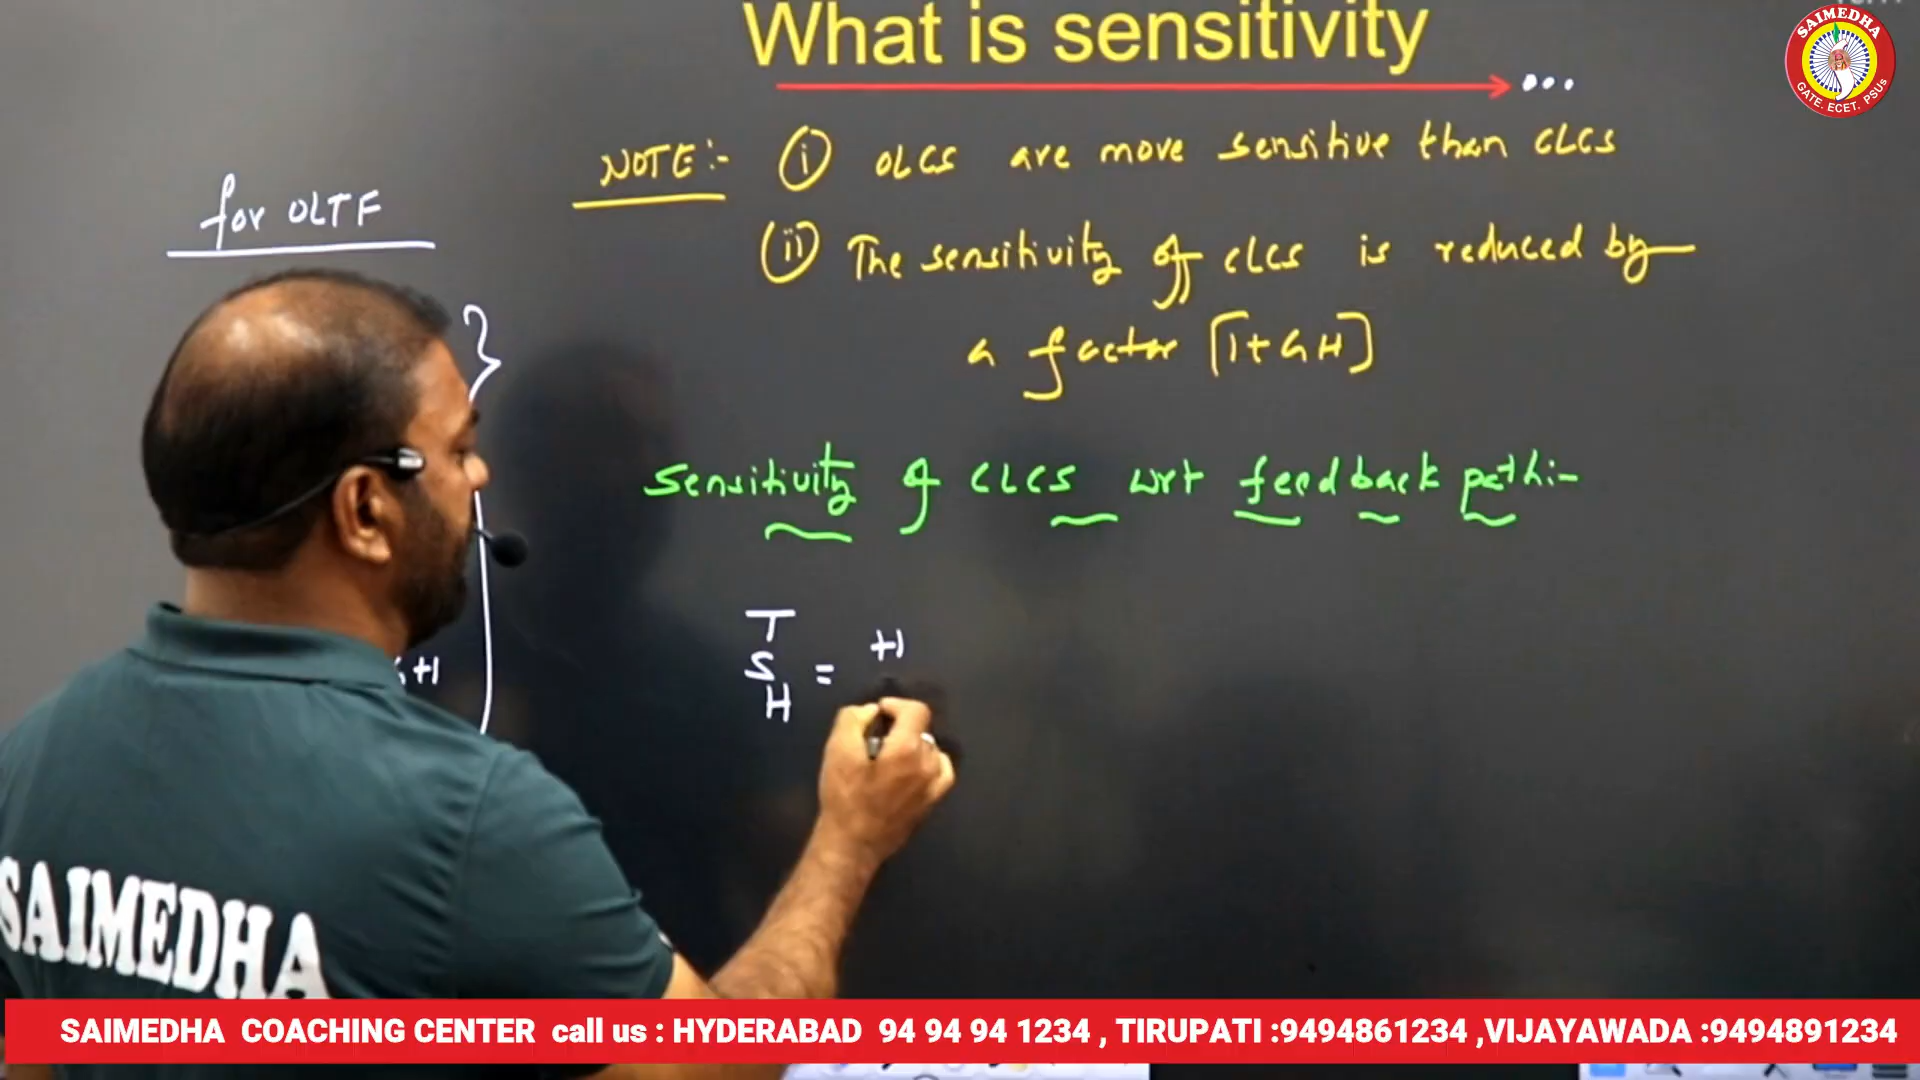 What is sensitivity
...
SAIMEDHA
GATE. ECET. PSUs
NOTE:- (i) OLCS are more sensitive than CLCS
(ii) The sensitivity of CLCS is reduced by
a factor [1+GH]
for OLTF
Sensitivity of CLCS wrt feedback path:-
T
S = +1
H
+1
SAIMEDHA
SAIMEDHA COACHING CENTER call us : HYDERABAD 94 94 94 1234 , TIRUPATI :9494861234 ,VIJAYAWADA :9494891234